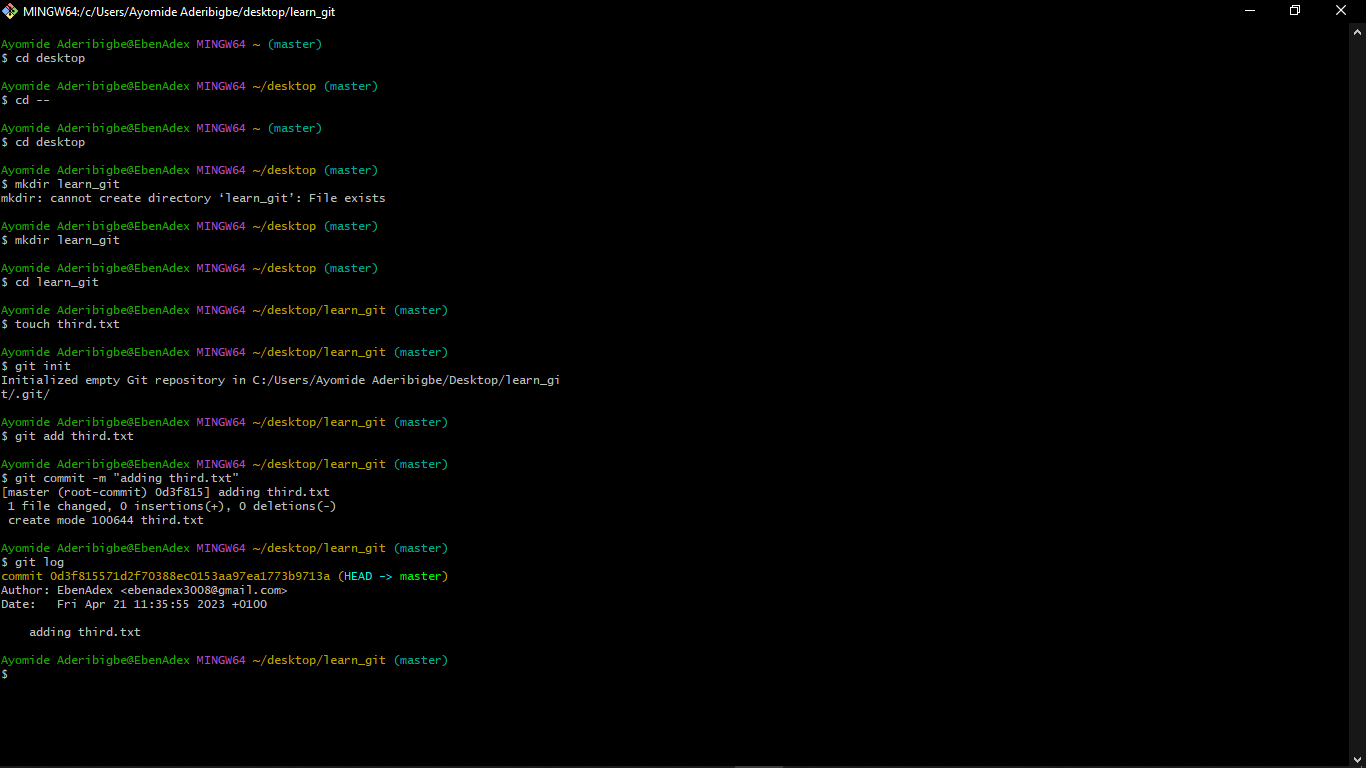 MINGW64:/c/Users/Ayomide Aderibigbe/desktop/learn_git
Ayomide Aderibigbe@EbenAdex MINGW64 ~ (master)
$ cd desktop
Ayomide Aderibigbe@EbenAdex MINGW64 ~/desktop (master)
$ cd --
Ayomide Aderibigbe@EbenAdex MINGW64 ~ (master)
$ cd desktop
Ayomide Aderibigbe@EbenAdex MINGW64 ~/desktop (master)
$ mkdir learn_git
mkdir: cannot create directory ‘learn_git’: File exists
Ayomide Aderibigbe@EbenAdex MINGW64 ~/desktop (master)
$ mkdir learn_git
Ayomide Aderibigbe@EbenAdex MINGW64 ~/desktop (master)
$ cd learn_git
Ayomide Aderibigbe@EbenAdex MINGW64 ~/desktop/learn_git (master)
$ touch third.txt
Ayomide Aderibigbe@EbenAdex MINGW64 ~/desktop/learn_git (master)
$ git init
Initialized empty Git repository in C:/Users/Ayomide Aderibigbe/Desktop/learn_gi
t/.git/
Ayomide Aderibigbe@EbenAdex MINGW64 ~/desktop/learn_git (master)
$ git add third.txt
Ayomide Aderibigbe@EbenAdex MINGW64 ~/desktop/learn_git (master)
$ git commit -m "adding third.txt"
[master (root-commit) 0d3f815] adding third.txt
 1 file changed, 0 insertions(+), 0 deletions(-)
 create mode 100644 third.txt
Ayomide Aderibigbe@EbenAdex MINGW64 ~/desktop/learn_git (master)
$ git log
commit 0d3f815571d2f70388ec0153aa97ea1773b9713a (HEAD -> master)
Author: EbenAdex <ebenadex3008@gmail.com>
Date:   Fri Apr 21 11:35:55 2023 +0100
    adding third.txt
Ayomide Aderibigbe@EbenAdex MINGW64 ~/desktop/learn_git (master)
$